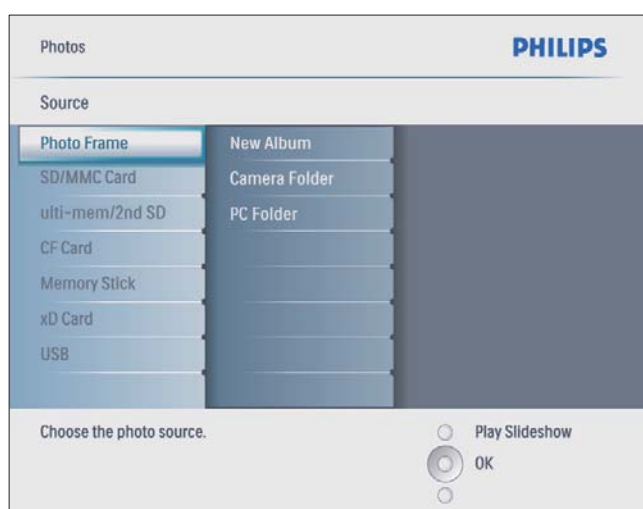 Photos
PHILIPS
Source
Photo Frame
SD/MMC Card
ulti-mem/2nd SD
CF Card
Memory Stick
xD Card
USB
New Album
Camera Folder
PC Folder
Choose the photo source.
Play Slideshow
OK